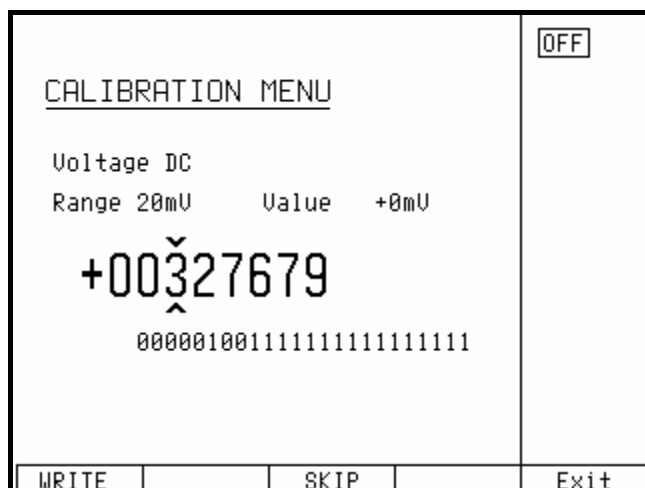 OFF
CALIBRATION MENU
Voltage DC
Range 20mV Value +0mV
+00327679
000001001111111111111111
WRITE SKIP Exit